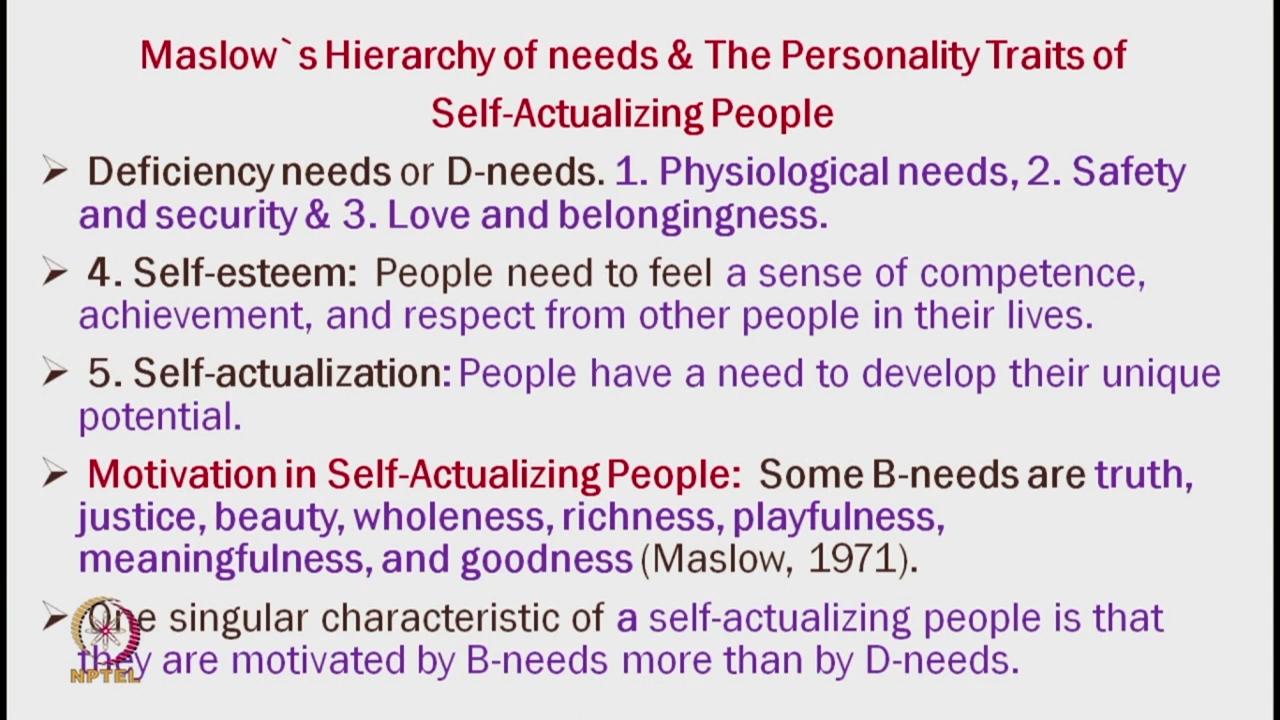 Maslow`s Hierarchy of needs & The Personality Traits of
Self-Actualizing People
➢ Deficiency needs or D-needs. 1. Physiological needs, 2. Safety
and security & 3. Love and belongingness.
➢ 4. Self-esteem: People need to feel a sense of competence,
achievement, and respect from other people in their lives.
➢ 5. Self-actualization: People have a need to develop their unique
potential.
➢ Motivation in Self-Actualizing People: Some B-needs are truth,
justice, beauty, wholeness, richness, playfulness,
meaningfulness, and goodness (Maslow, 1971).
➢ One singular characteristic of a self-actualizing people is that
they are motivated by B-needs more than by D-needs.
NPTEL